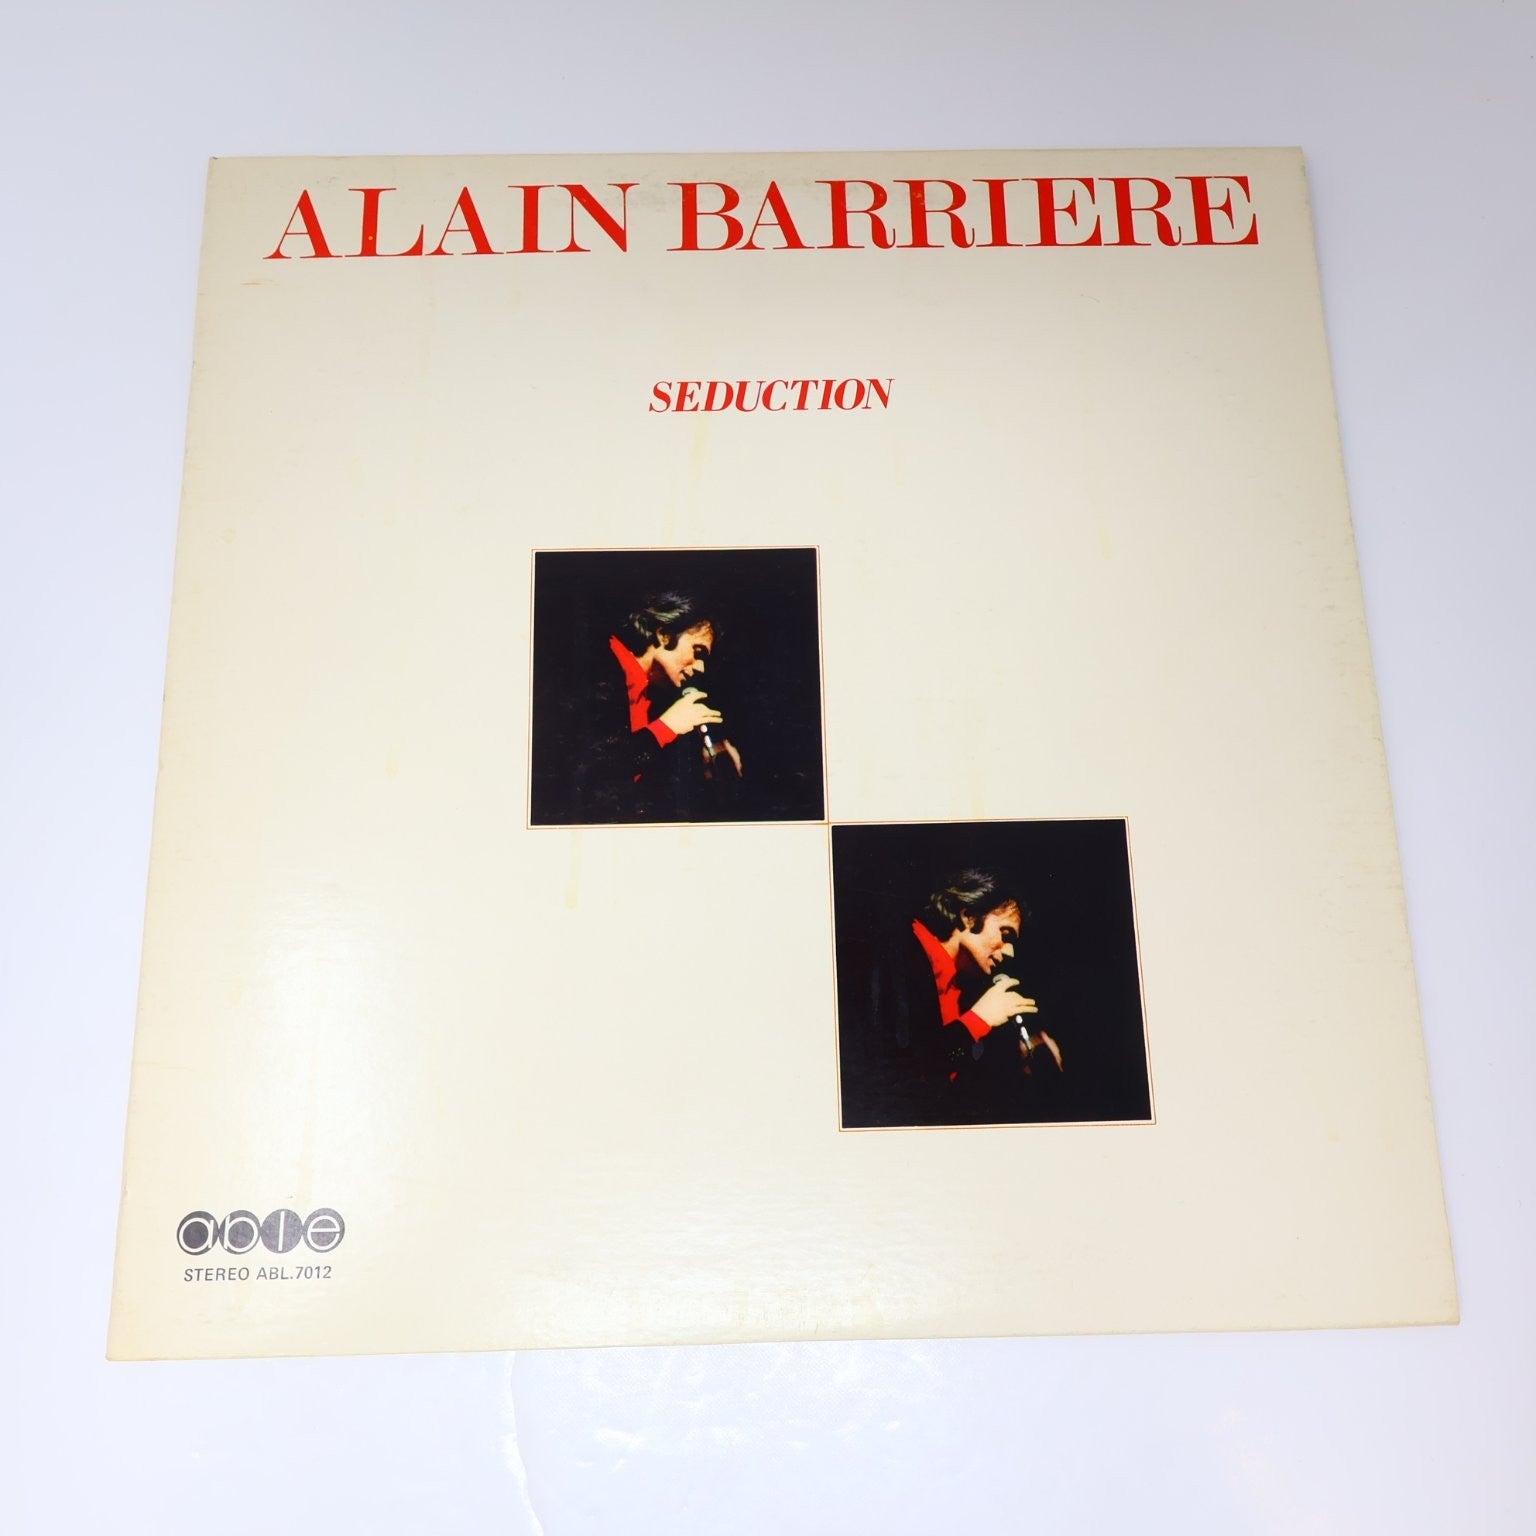 ALAIN BARRIERE
SEDUCTION
able
STEREO ABL.7012